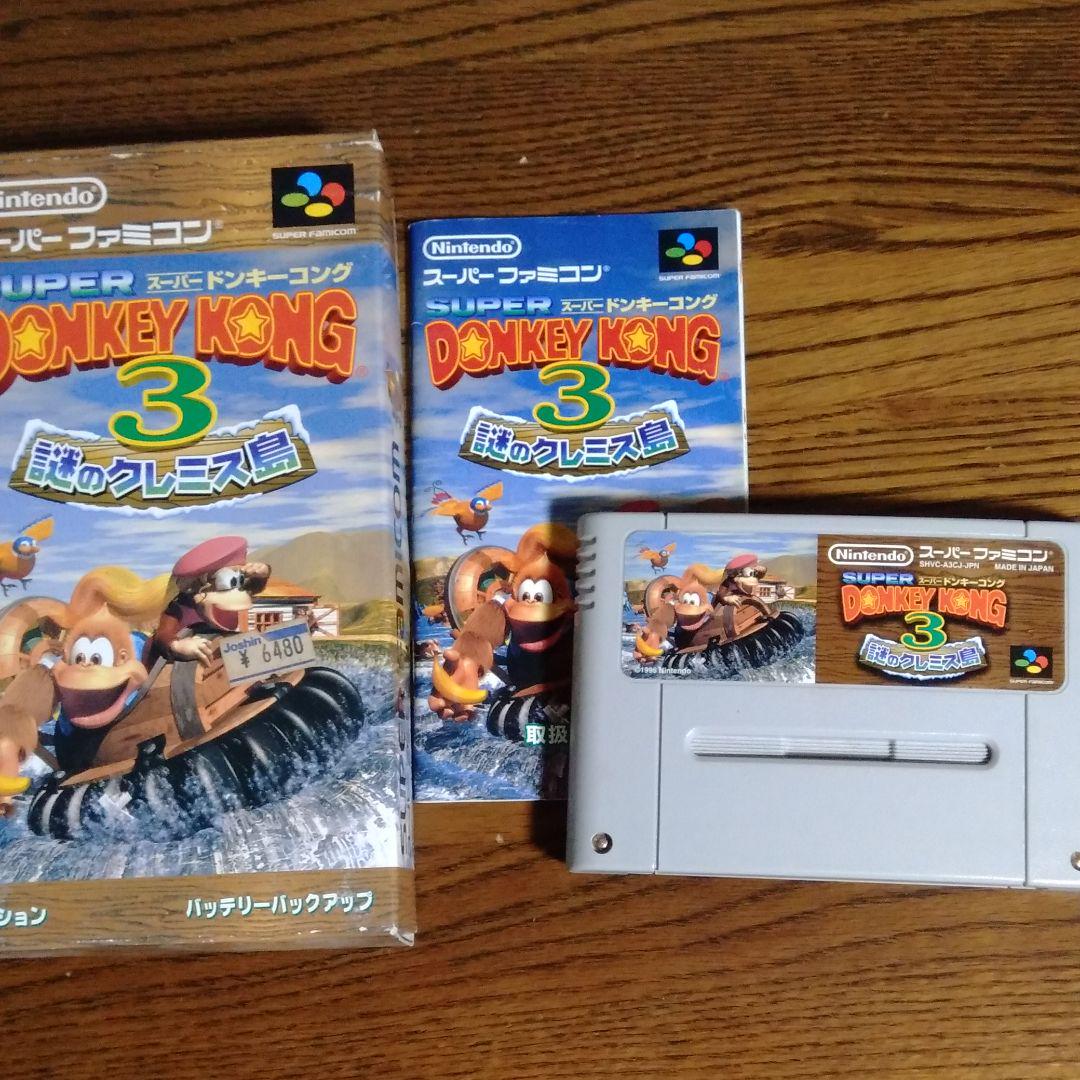 intendo
ーパーファミコン
SUPER FAMICOM
UPER スーパードンキーコング
DONKEY KONG
3
謎のクレミス島
Joshin
¥ 6480
ション バッテリーバックアップ
Nintendo
スーパーファミコン
SUPER FAMICOM
SUPER スーパードンキーコング
DONKEY KONG
3
謎のクレミス島
取扱
Nintendo スーパーファミコン
SHVC-A3CJ-JPN MADE IN JAPAN
SUPER スーパードンキーコング
DONKEY KONG
3
謎のクレミス島
SUPER FAMICOM
©1996 Nintendo